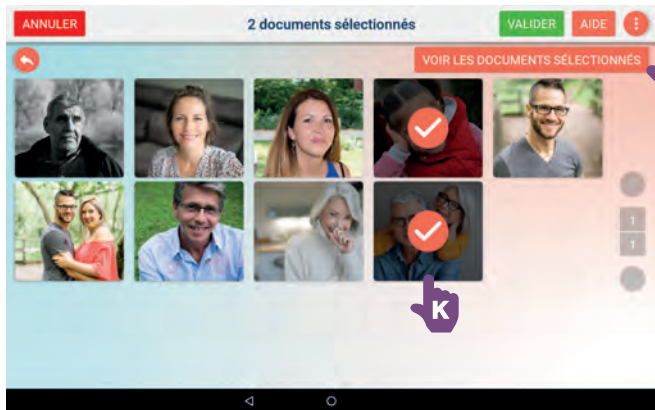 ANNULER
2 documents sélectionnés
VALIDER
AIDE
VOIR LES DOCUMENTS SÉLECTIONNÉS
1
1
K